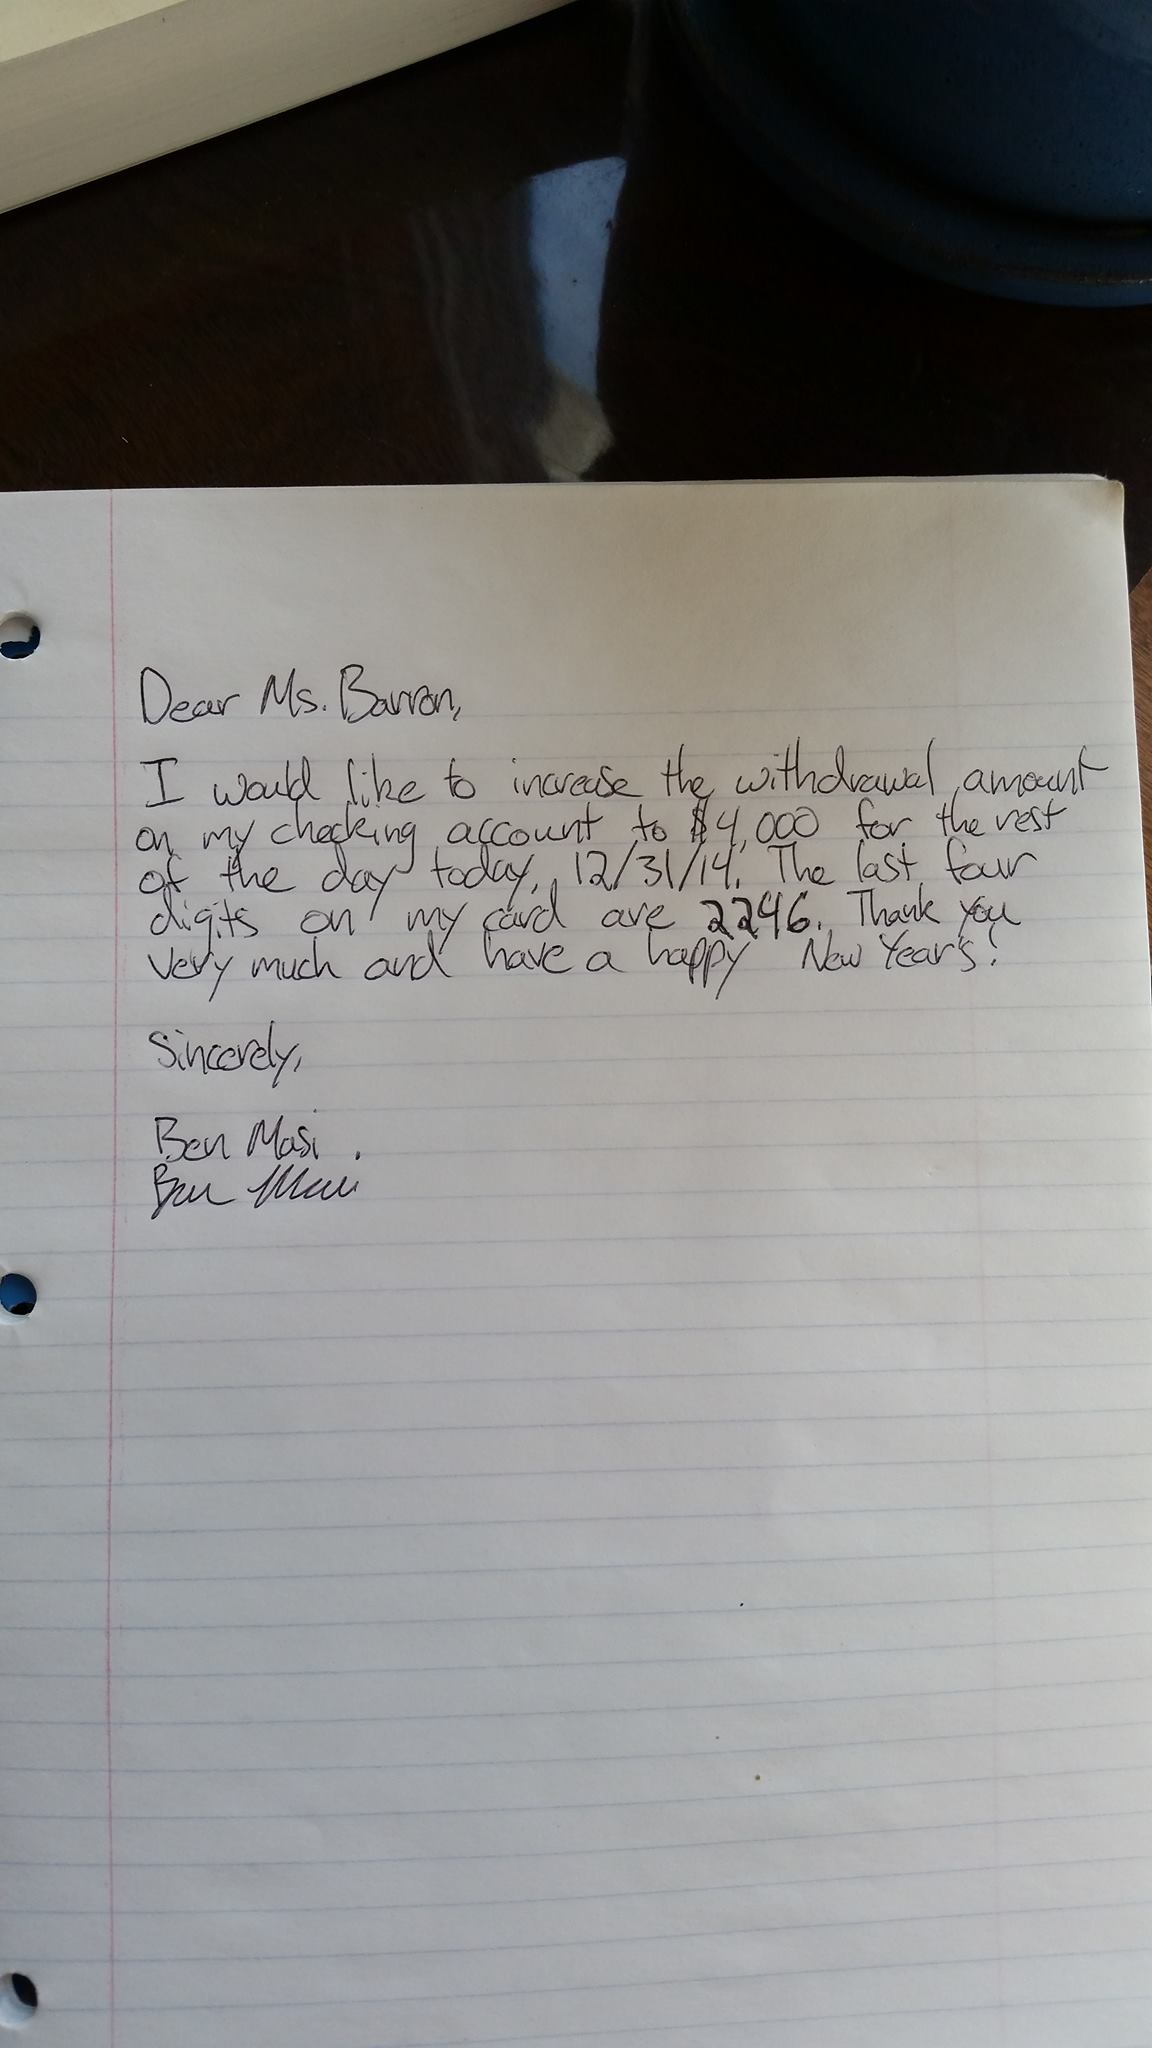 Dear Ms. Barron,
I would like to increase the withdrawal amount
on my checking account to $4,000 for the rest
of the day today, 12/31/14. The last four
digits on my card are 2246. Thank you
very much and have a happy New Year's!
Sincerely,
Ben Masi
Ben Masi